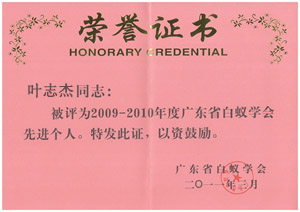 荣誉证书
HONORARY CREDENTIAL
叶志杰同志:
被评为2009-2010年度广东省白蚁学会
先进个人。特发此证，以资鼓励。
广东省白蚁学会
二〇一一年三月